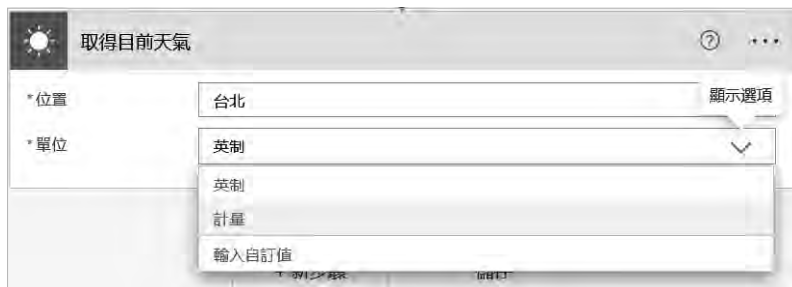 取得目前天氣
*位置
台北
顯示選項
*單位
英制
英制
計量
輸入自訂值